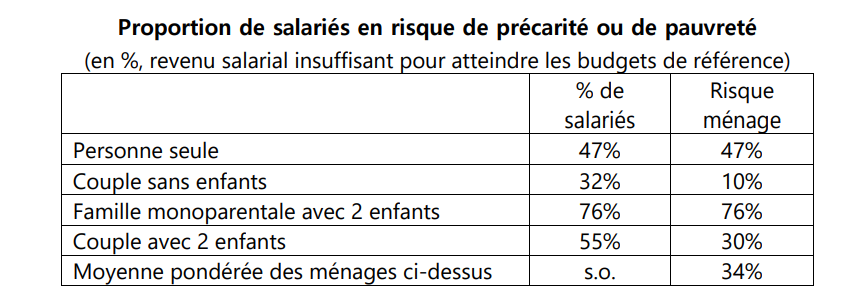 Proportion de salariés en risque de précarité ou de pauvreté
(en %, revenu salarial insuffisant pour atteindre les budgets de référence)
% de salariés Risque ménage
Personne seule 47% 47%
Couple sans enfants 32% 10%
Famille monoparentale avec 2 enfants 76% 76%
Couple avec 2 enfants 55% 30%
Moyenne pondérée des ménages ci-dessus s.o. 34%